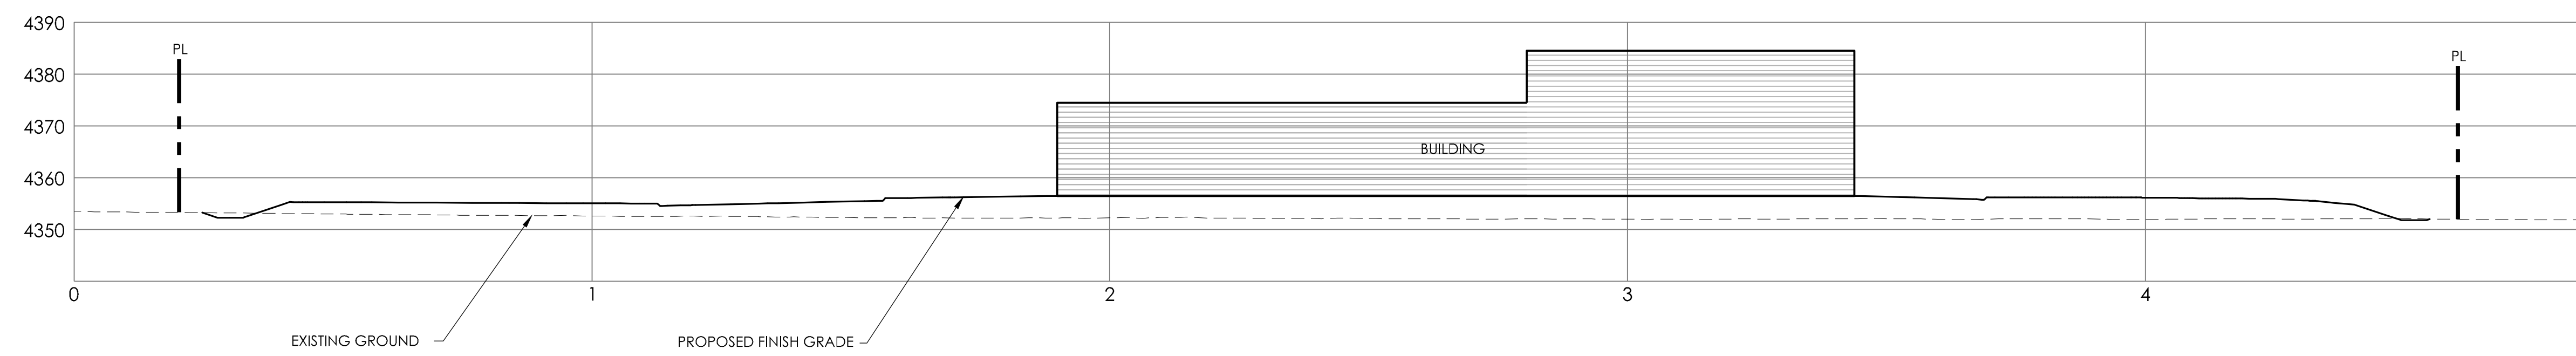 4390
PL
PL
4380
4370
BUILDING
4360
4350
0 1 2 3 4
EXISTING GROUND
PROPOSED FINISH GRADE